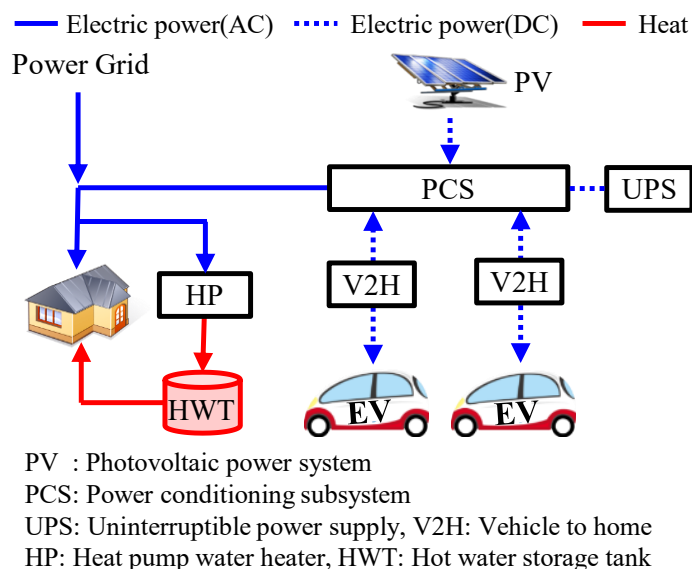 Electric power(AC) Electric power(DC) Heat
Power Grid
PV
PCS
UPS
V2H
V2H
HP
HWT
EV
EV
PV : Photovoltaic power system
PCS: Power conditioning subsystem
UPS: Uninterruptible power supply, V2H: Vehicle to home
HP: Heat pump water heater, HWT: Hot water storage tank